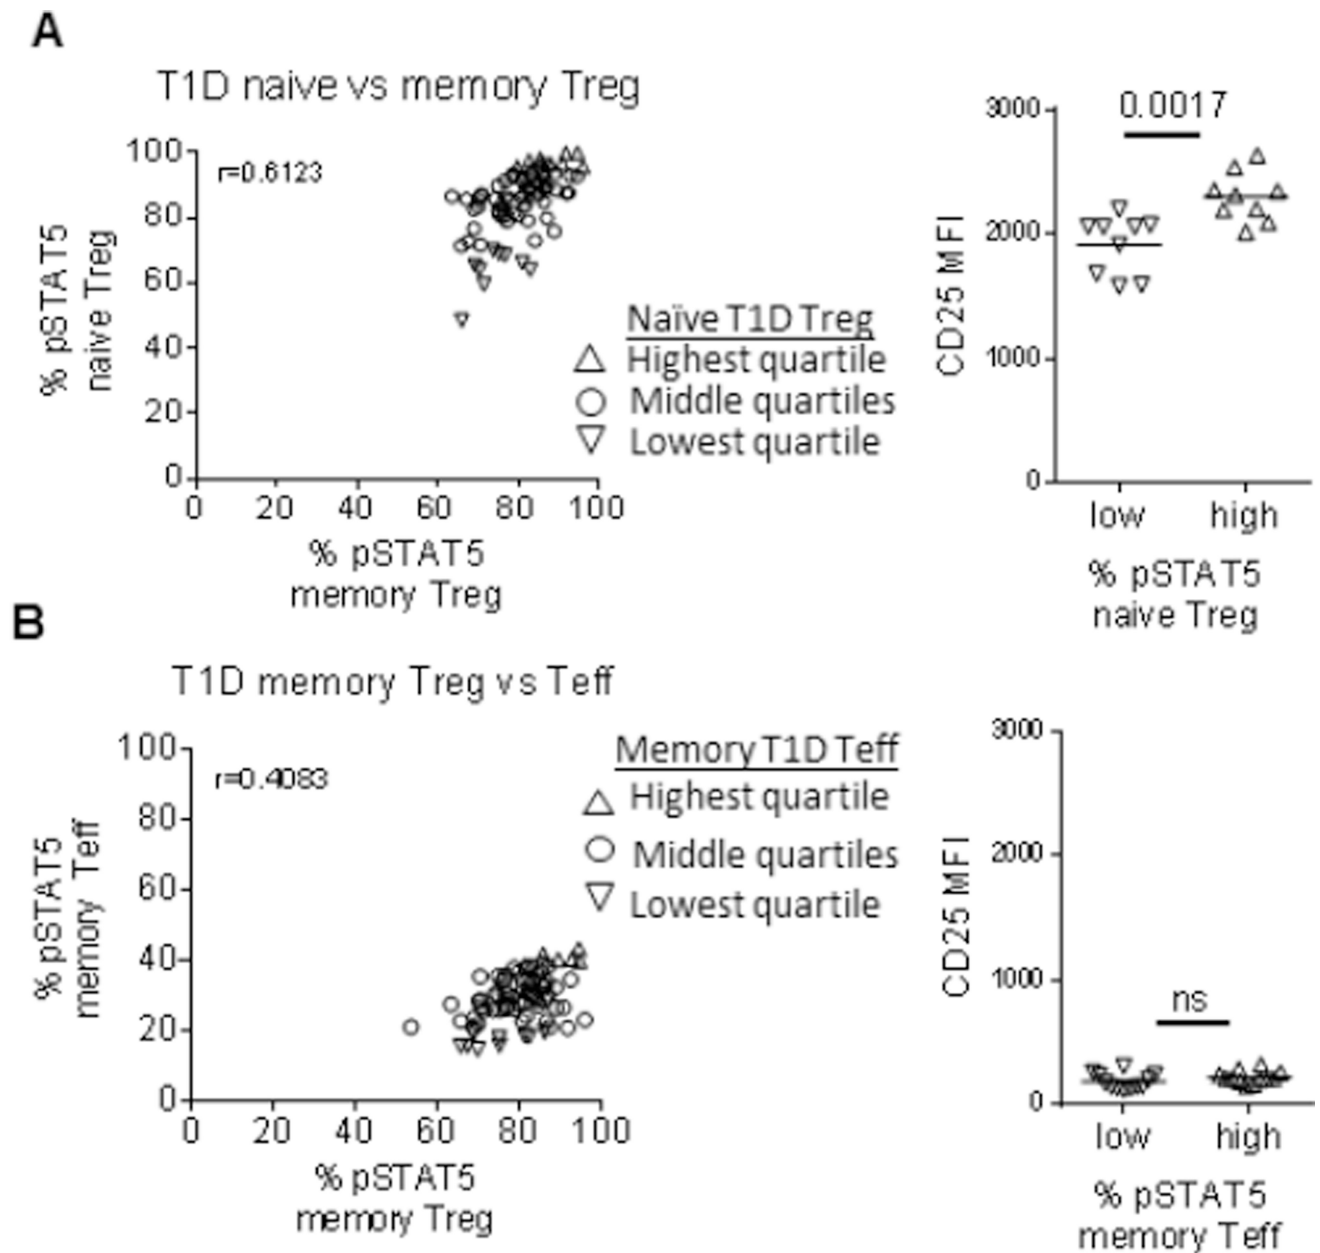 A
T1D naive vs memory Treg
r=0.6123
100
80
60
40
20
0
% pSTAT5
naive Treg
0 20 40 60 80 100
% pSTAT5
memory Treg
Naïve T1D Treg
Highest quartile
Middle quartiles
Lowest quartile
0.0017
3000
2000
1000
0
CD25 MFI
low high
% pSTAT5
naive Treg
B
T1D memory Treg vs Teff
r=0.4083
100
80
60
40
20
0
% pSTAT5
memory Teff
0 20 40 60 80 100
% pSTAT5
memory Treg
Memory T1D Teff
Highest quartile
Middle quartiles
Lowest quartile
3000
2000
1000
0
CD25 MFI
ns
low high
% pSTAT5
memory Teff